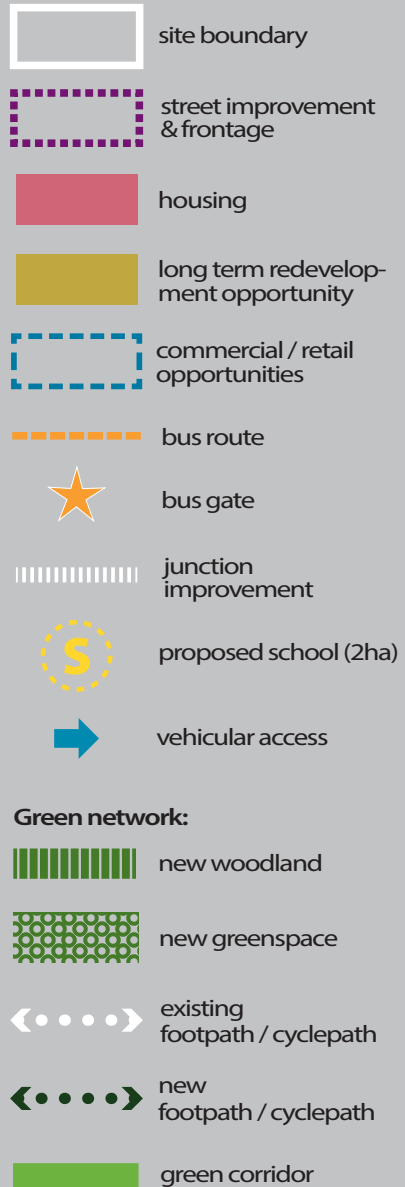 site boundary
street improvement
& frontage
housing
long term redevelop-
ment opportunity
commercial / retail
opportunities
bus route
bus gate
junction
improvement
S
proposed school (2ha)
vehicular access
Green network:
new woodland
new greenspace
existing
footpath / cyclepath
new
footpath / cyclepath
green corridor